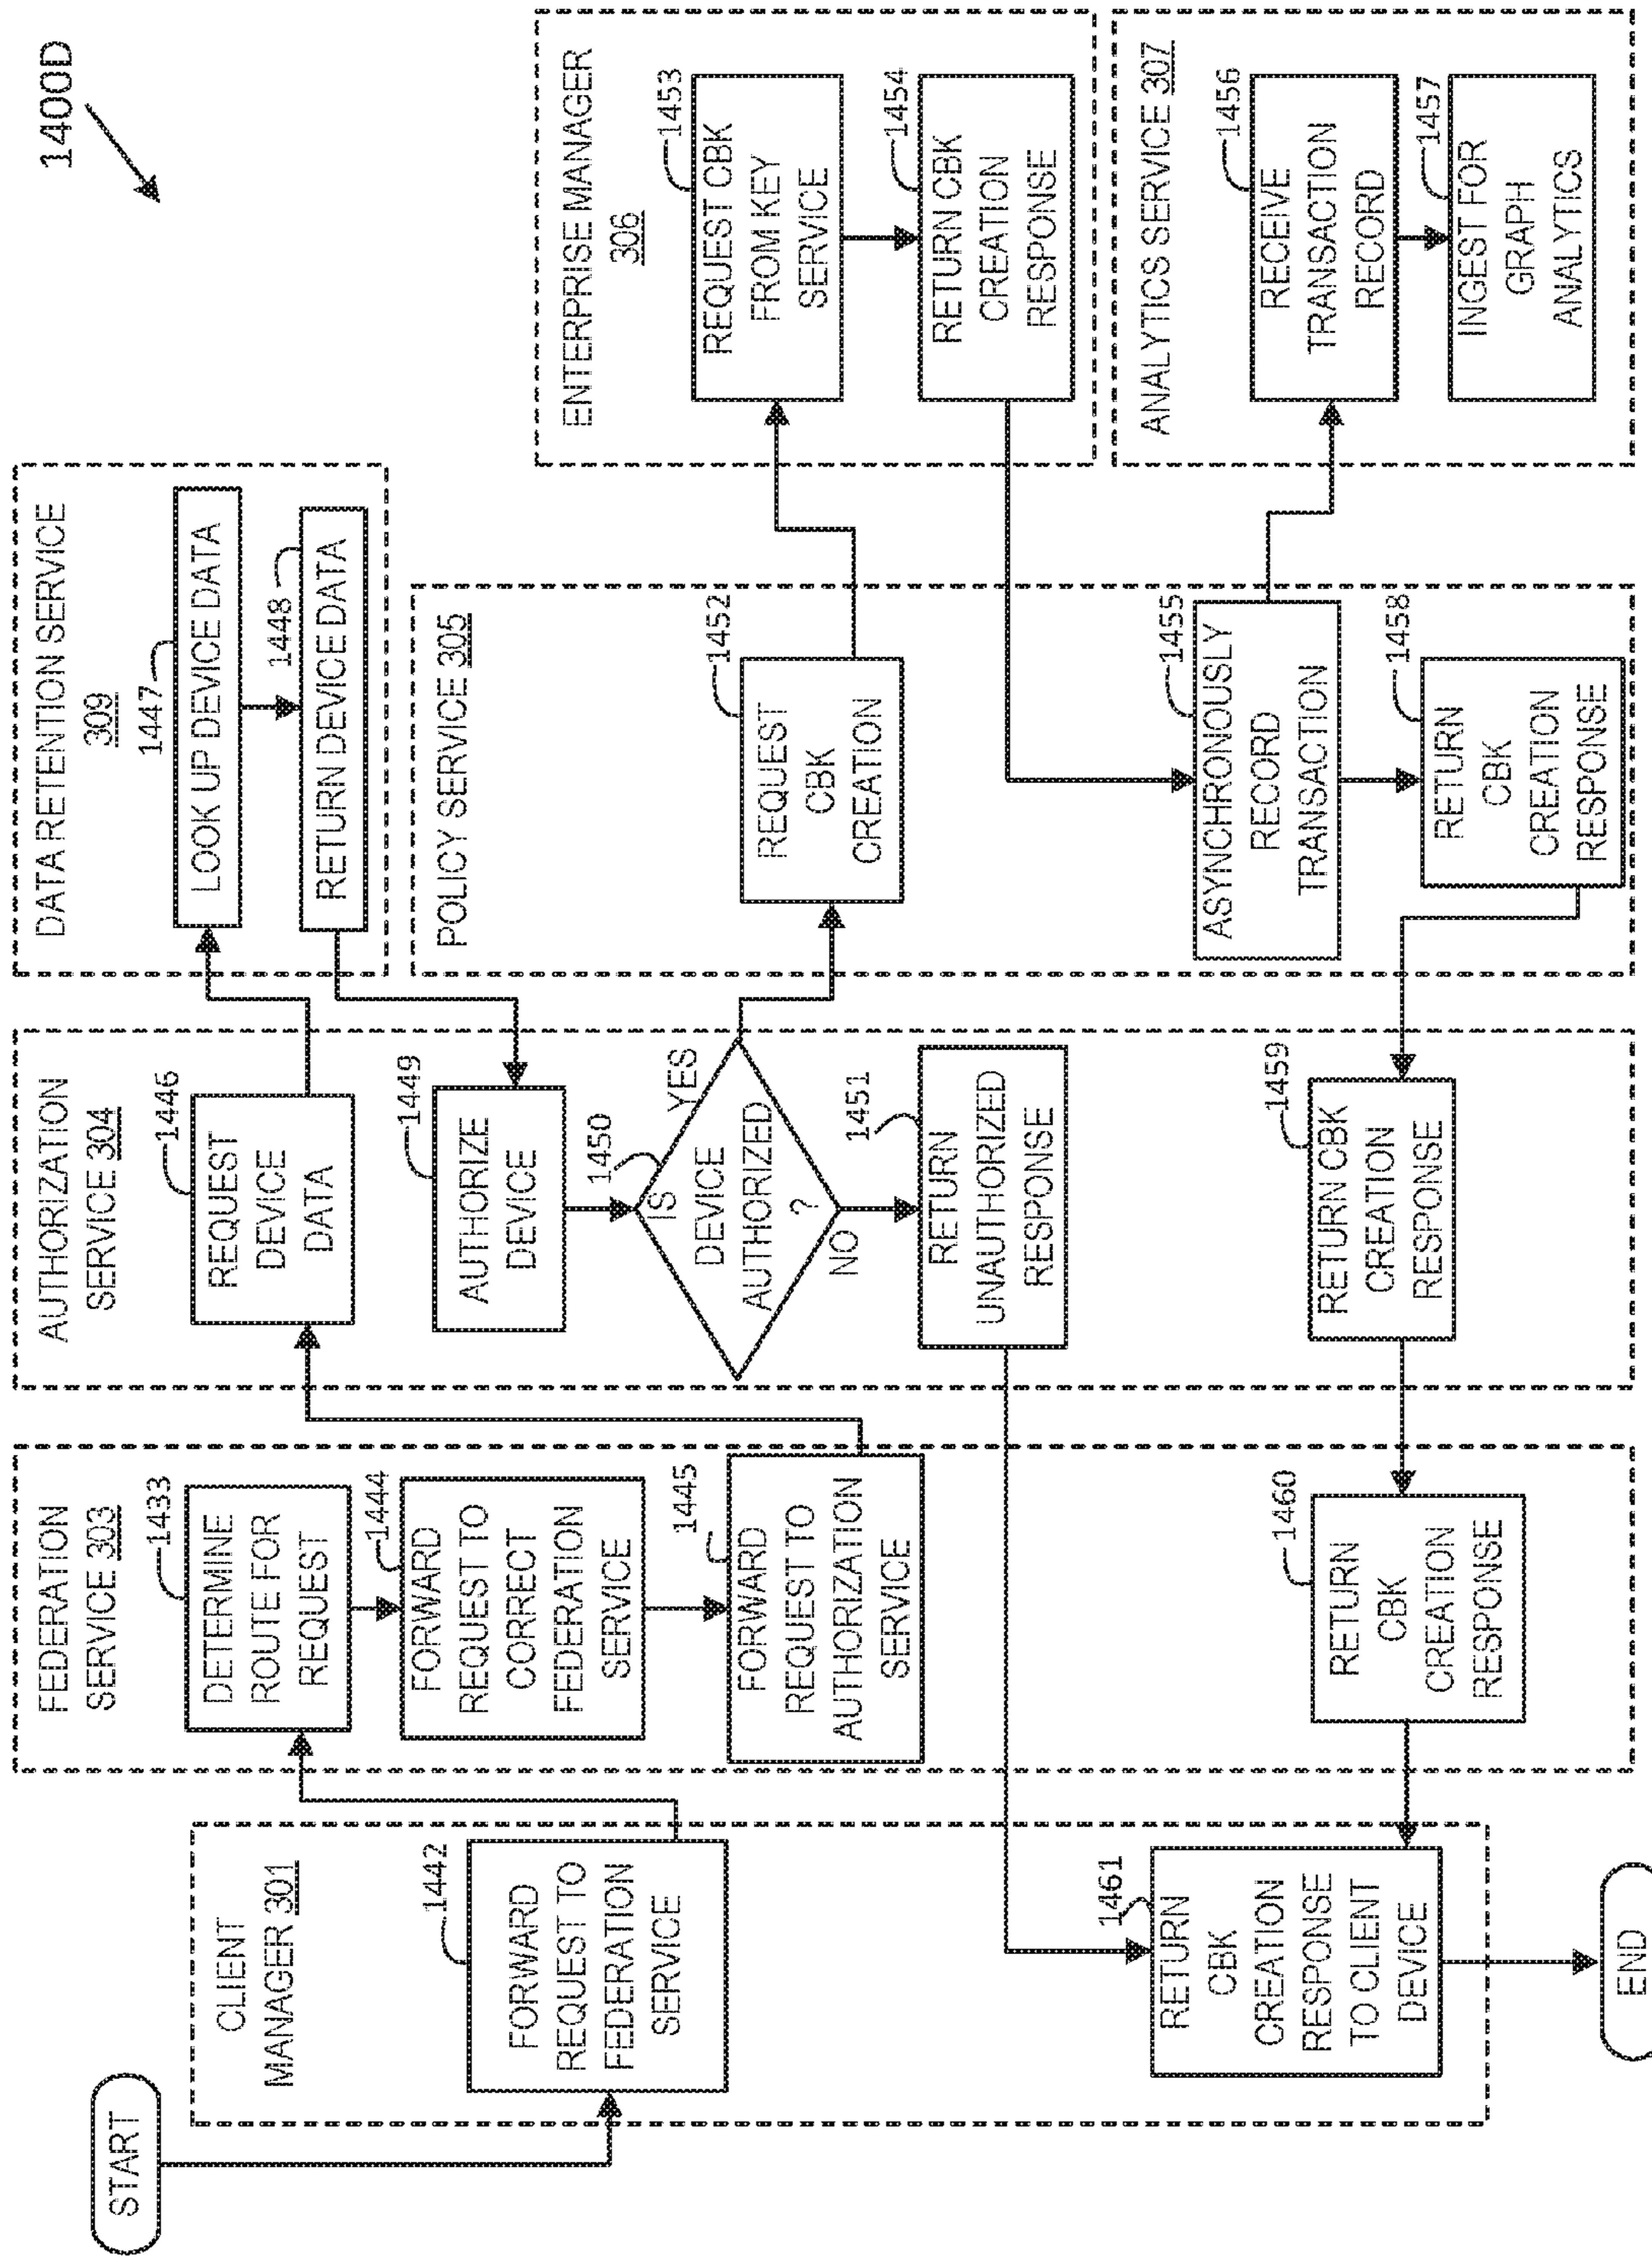 1400D
START
CLIENT
MANAGER 301
1442
FORWARD
REQUEST TO
FEDERATION
SERVICE
1461
RETURN
CBK
CREATION
RESPONSE
TO CLIENT
DEVICE
END
FEDERATION
SERVICE 303
1433
DETERMINE
ROUTE FOR
REQUEST
1444
FORWARD
REQUEST TO
CORRECT
FEDERATION
SERVICE
1445
FORWARD
REQUEST TO
AUTHORIZATION
SERVICE
1460
RETURN
CBK
CREATION
RESPONSE
AUTHORIZATION
SERVICE 304
1446
REQUEST
DEVICE
DATA
1449
AUTHORIZE
DEVICE
1450
IS
DEVICE
AUTHORIZED
?
YES
NO
1451
RETURN
UNAUTHORIZED
RESPONSE
1459
RETURN CBK
CREATION
RESPONSE
DATA RETENTION SERVICE
309
1447
LOOK UP DEVICE DATA
1448
RETURN DEVICE DATA
POLICY SERVICE 305
1452
REQUEST
CBK
CREATION
1455
ASYNCHRONOUSLY
RECORD
TRANSACTION
1458
RETURN
CBK
CREATION
RESPONSE
ENTERPRISE MANAGER
306
1453
REQUEST CBK
FROM KEY
SERVICE
1454
RETURN CBK
CREATION
RESPONSE
ANALYTICS SERVICE 307
1456
RECEIVE
TRANSACTION
RECORD
1457
INGEST FOR
GRAPH
ANALYTICS